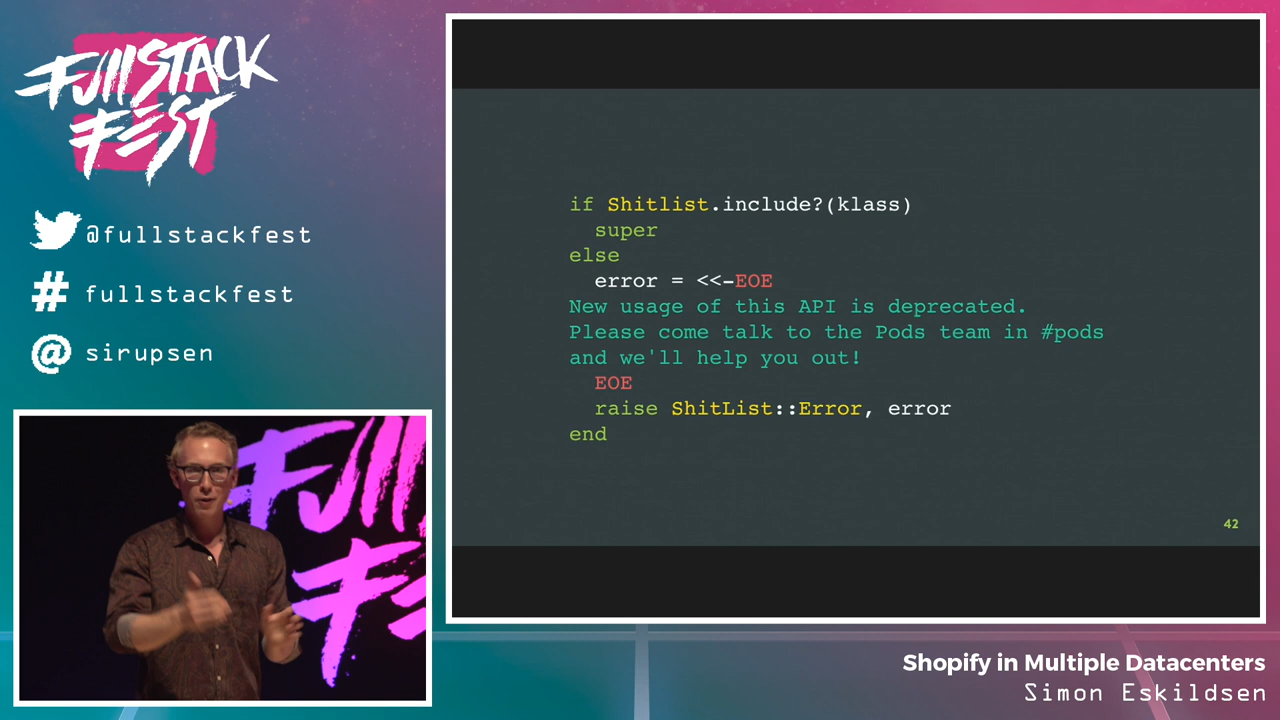 FullSTACK
FEST
@fullstackfest
# fullstackfest
@ sirupsen
if Shitlist.include?(klass)
  super
else
  error = <<-EOE
New usage of this API is deprecated.
Please come talk to the Pods team in #pods
and we'll help you out!
  EOE
  raise ShitList::Error, error
end
42
Full
FE
Shopify in Multiple Datacenters
Simon Eskildsen